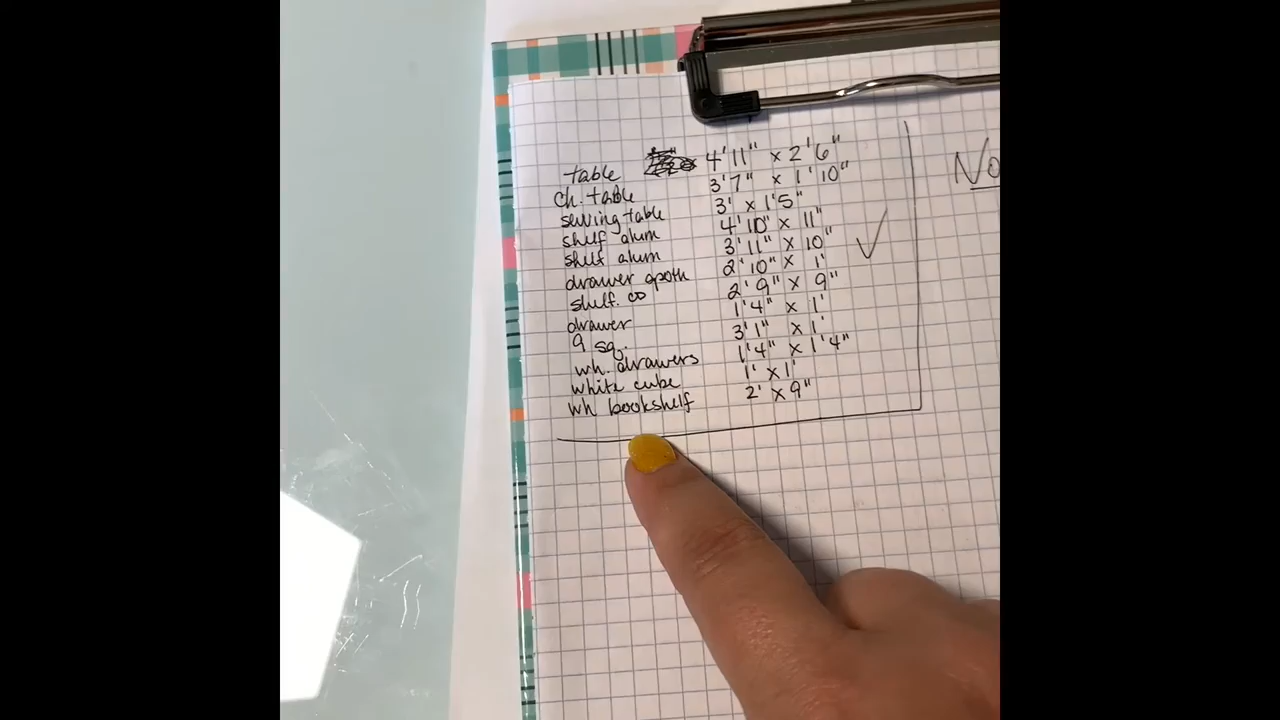 table 4'11" x 2'6"
ch. table 3'7" x 1'10"
sewing table 3' x 1'5"
shelf alum 4'10" x 11"
shelf alum 3'11" x 10"
drawer apoth 2'10" x 1'
shelf. co 2'9" x 9"
drawer 1'4" x 1'
9 sq. 3'1" x 1'
wh. drawers 1'4" x 1'4"
white cube 1' x 1'
wh bookshelf 2' x 9"
No